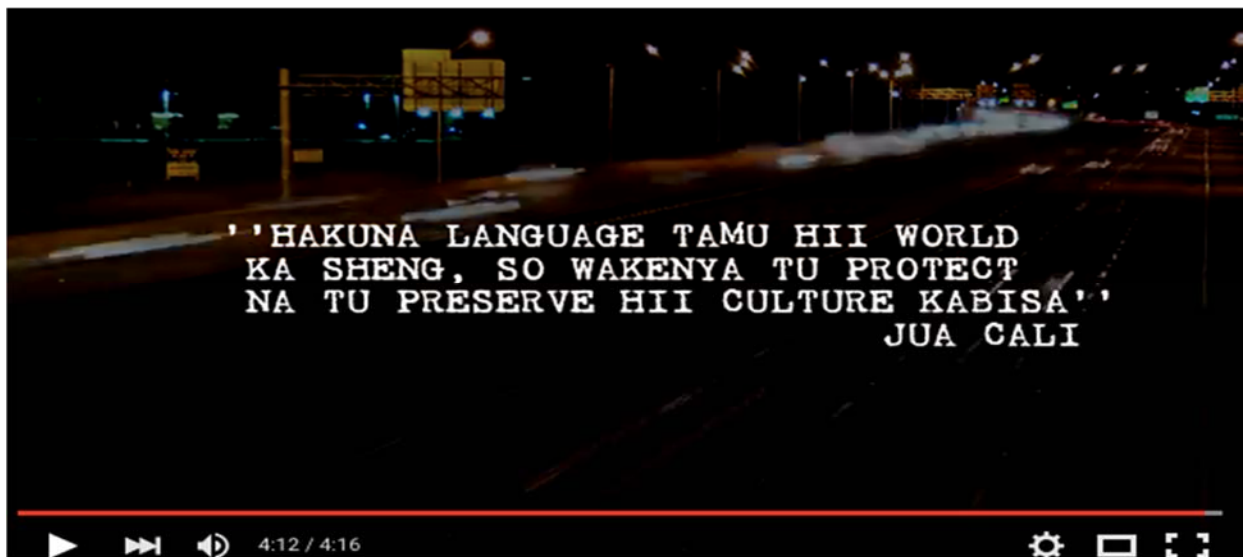 ''HAKUNA LANGUAGE TAMU HII WORLD
KA SHENG, SO WAKENYA TU PROTECT
NA TU PRESERVE HII CULTURE KABISA''
JUA CALI
4:12 / 4:16